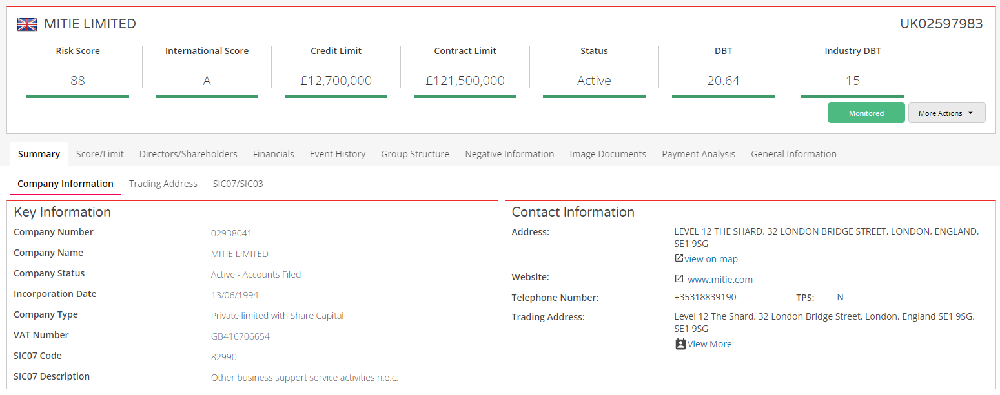 MITIE LIMITED UK02597983
Risk Score International Score Credit Limit Contract Limit Status DBT Industry DBT
88 A £12,700,000 £121,500,000 Active 20.64 15
Monitored More Actions
Summary Score/Limit Directors/Shareholders Financials Event History Group Structure Negative Information Image Documents Payment Analysis General Information
Company Information Trading Address SIC07/SIC03
Key Information
Company Number 02938041
Company Name MITIE LIMITED
Company Status Active - Accounts Filed
Incorporation Date 13/06/1994
Company Type Private limited with Share Capital
VAT Number GB416706654
SIC07 Code 82990
SIC07 Description Other business support service activities n.e.c.
Contact Information
Address: LEVEL 12 THE SHARD, 32 LONDON BRIDGE STREET, LONDON, ENGLAND,
SE1 9SG
view on map
Website: www.mitie.com
Telephone Number: +35318839190 TPS: N
Trading Address: Level 12 The Shard, 32 London Bridge Street, London, England SE1 9SG,
SE1 9SG
View More